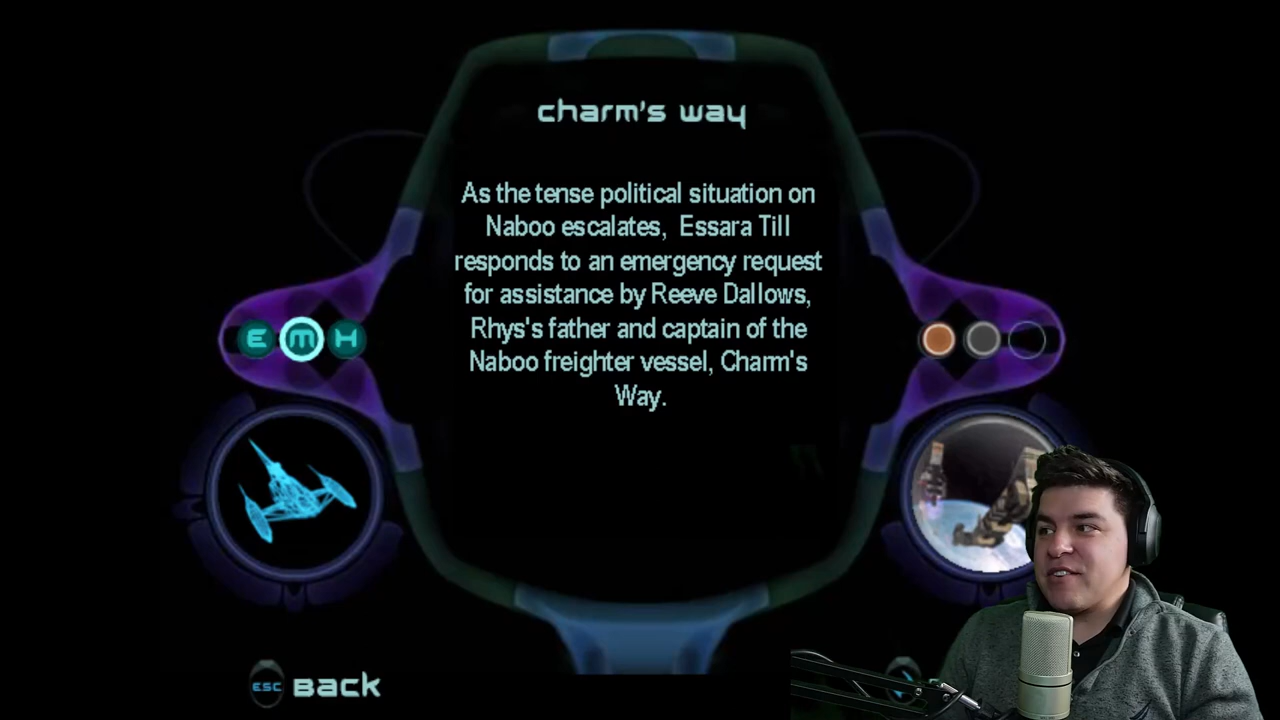 charm's way
As the tense political situation on
Naboo escalates, Essara Till
responds to an emergency request
for assistance by Reeve Dallows,
Rhys's father and captain of the
Naboo freighter vessel, Charm's
Way.
E M H
ESC Back